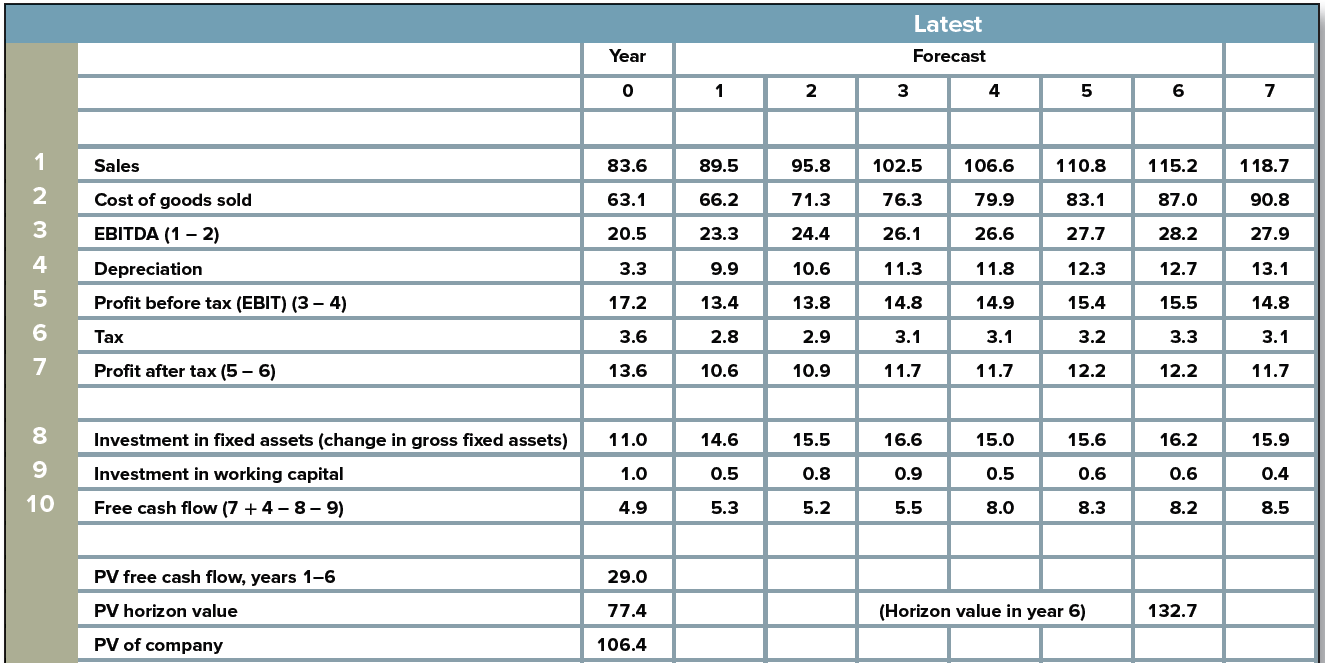 Latest
Year Forecast
0 1 2 3 4 5 6 7
1 Sales 83.6 89.5 95.8 102.5 106.6 110.8 115.2 118.7
2 Cost of goods sold 63.1 66.2 71.3 76.3 79.9 83.1 87.0 90.8
3 EBITDA (1 – 2) 20.5 23.3 24.4 26.1 26.6 27.7 28.2 27.9
4 Depreciation 3.3 9.9 10.6 11.3 11.8 12.3 12.7 13.1
5 Profit before tax (EBIT) (3 – 4) 17.2 13.4 13.8 14.8 14.9 15.4 15.5 14.8
6 Tax 3.6 2.8 2.9 3.1 3.1 3.2 3.3 3.1
7 Profit after tax (5 – 6) 13.6 10.6 10.9 11.7 11.7 12.2 12.2 11.7
8 Investment in fixed assets (change in gross fixed assets) 11.0 14.6 15.5 16.6 15.0 15.6 16.2 15.9
9 Investment in working capital 1.0 0.5 0.8 0.9 0.5 0.6 0.6 0.4
10 Free cash flow (7 + 4 – 8 – 9) 4.9 5.3 5.2 5.5 8.0 8.3 8.2 8.5
PV free cash flow, years 1–6 29.0
PV horizon value 77.4 (Horizon value in year 6) 132.7
PV of company 106.4